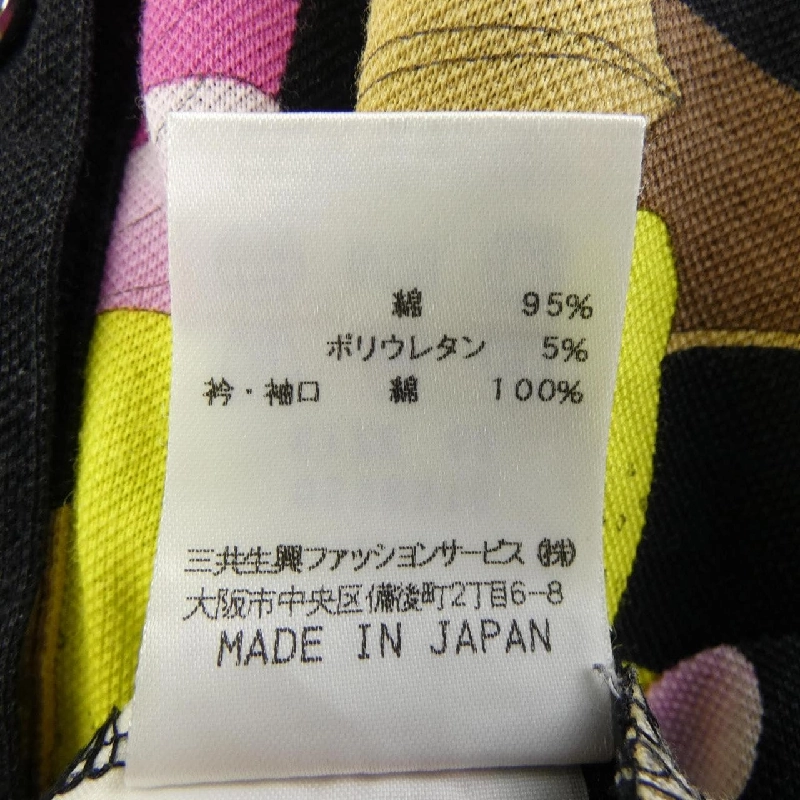 綿 95%
ポリウレタン 5%
衿・袖口 綿 100%
三共生興ファッションサービス(株)
大阪市中央区備後町2丁目6-8
MADE IN JAPAN